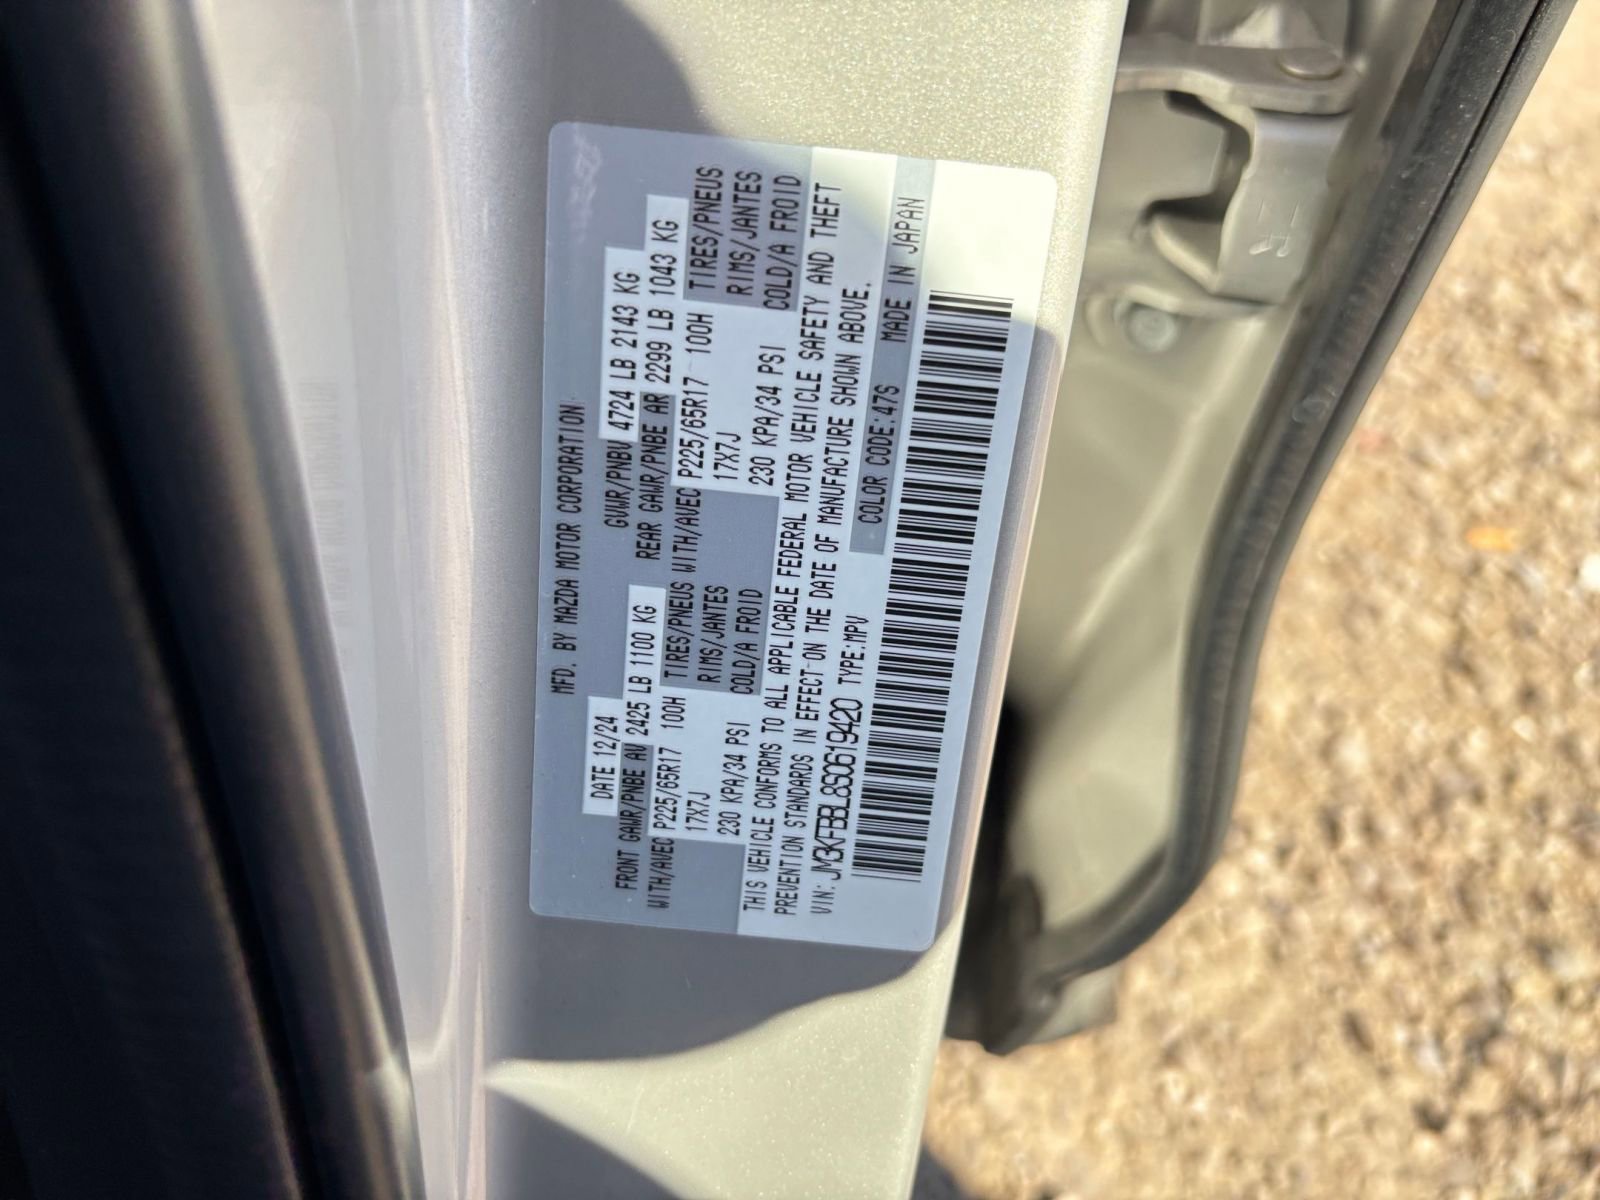 MFD. BY MAZDA MOTOR CORPORATION
DATE 12/24 GVWR/PNBV 4724 LB 2143 KG
FRONT GAWR/PNBE AV 2425 LB 1100 KG REAR GAWR/PNBE AR 2299 LB 1043 KG
WITH/AVEC P225/65R17 100H TIRES/PNEUS WITH/AVEC P225/65R17 100H TIRES/PNEUS
17X7J RIMS/JANTES 17X7J RIMS/JANTES
230 KPA/34 PSI COLD/A FROID 230 KPA/34 PSI COLD/A FROID
THIS VEHICLE CONFORMS TO ALL APPLICABLE FEDERAL MOTOR VEHICLE SAFETY AND THEFT
PREVENTION STANDARDS IN EFFECT ON THE DATE OF MANUFACTURE SHOWN ABOVE.
VIN: JM3KFBBL8S0619420 TYPE:MPV COLOR CODE:47S MADE IN JAPAN